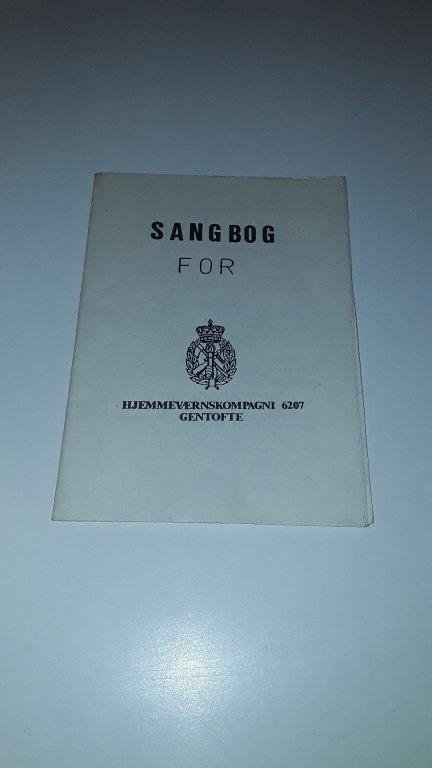 SANGBOG
FOR
HJEMMEVÆRNSKOMPAGNI 6207
GENTOFTE